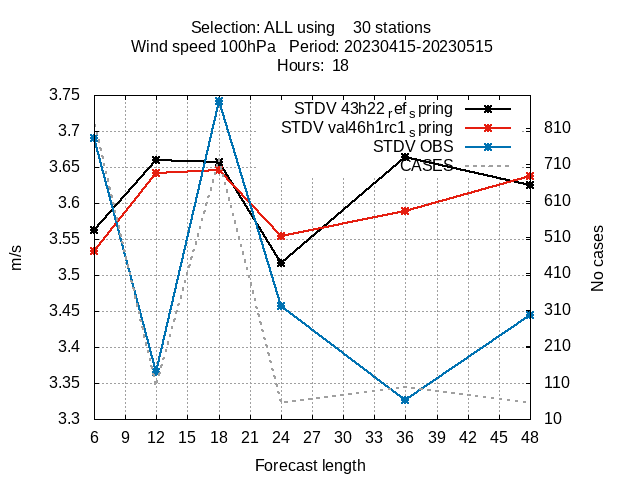 Selection: ALL using    30 stations
Wind speed 100hPa   Period: 20230415-20230515
Hours:  18
STDV 43h22 ref spring
STDV val46h1rc1 spring
STDV OBS
CASES
3.75
3.7
3.65
3.6
3.55
3.5
3.45
3.4
3.35
3.3
810
710
610
510
410
310
210
110
10
m/s
No cases
6 9 12 15 18 21 24 27 30 33 36 39 42 45 48
Forecast length